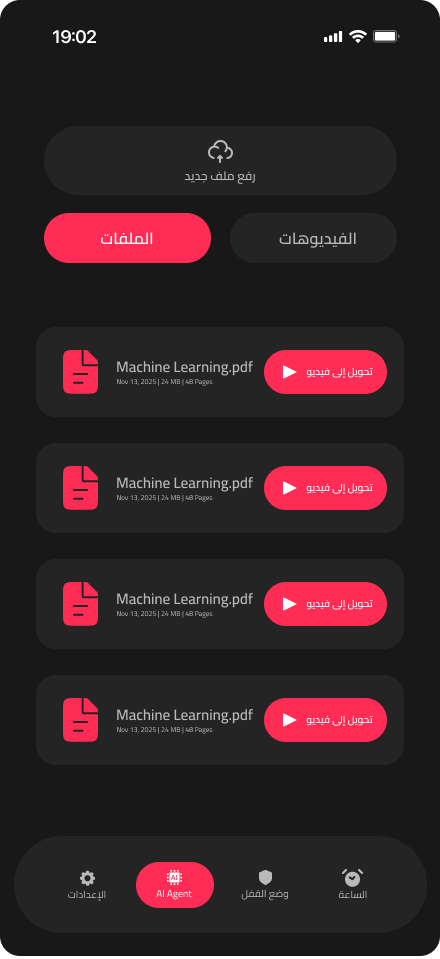 19:02
رفع ملف جديد
الفيديوهات
الملفات
Machine Learning.pdf
Nov 13, 2025 | 24 MB | 48 Pages
تحويل إلى فيديو
Machine Learning.pdf
Nov 13, 2025 | 24 MB | 48 Pages
تحويل إلى فيديو
Machine Learning.pdf
Nov 13, 2025 | 24 MB | 48 Pages
تحويل إلى فيديو
Machine Learning.pdf
Nov 13, 2025 | 24 MB | 48 Pages
تحويل إلى فيديو
الساعة
وضع القفل
AI
AI Agent
الإعدادات